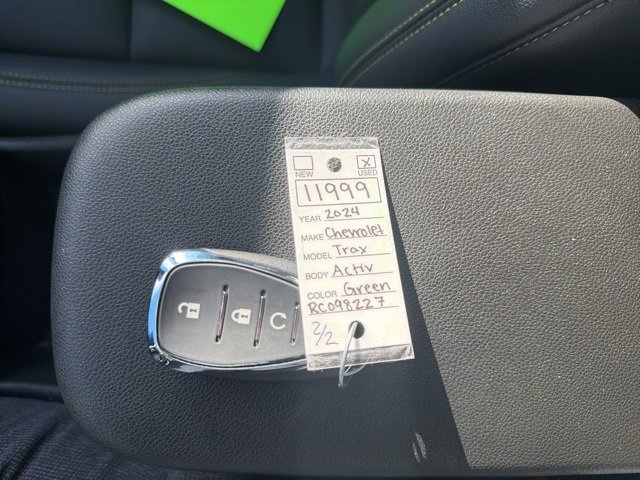 X
NEW USED
11999
YEAR 2024
MAKE Chevrolet
MODEL Trax
BODY Activ
COLOR Green
RC098227
2/2